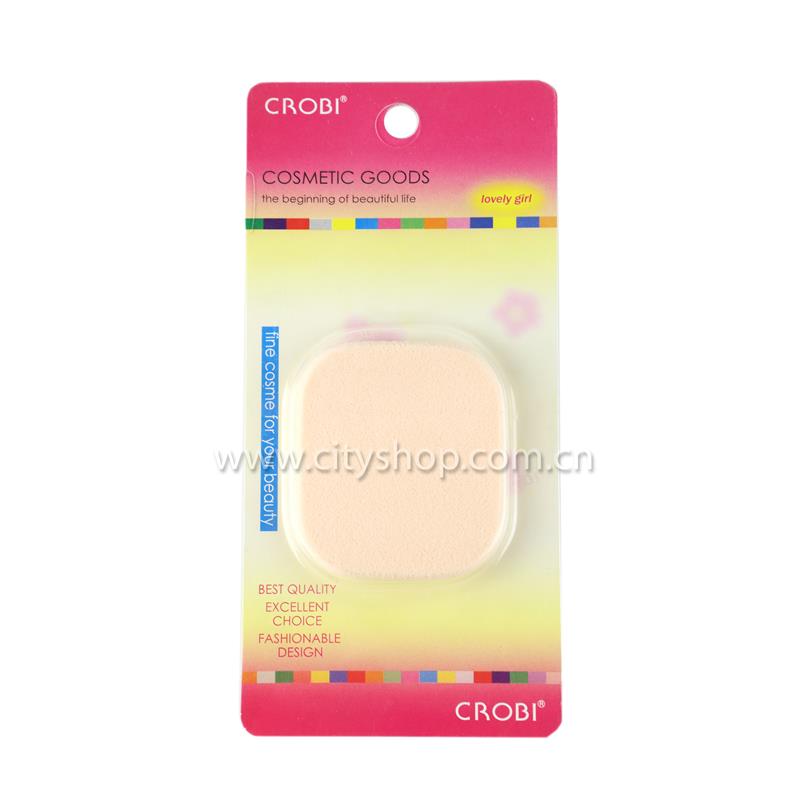 CROBI®
COSMETIC GOODS
the beginning of beautiful life
lovely girl
fine cosme for your beauty
www.cityshop.com.cn
BEST QUALITY
EXCELLENT
CHOICE
FASHIONABLE
DESIGN
CROBI®